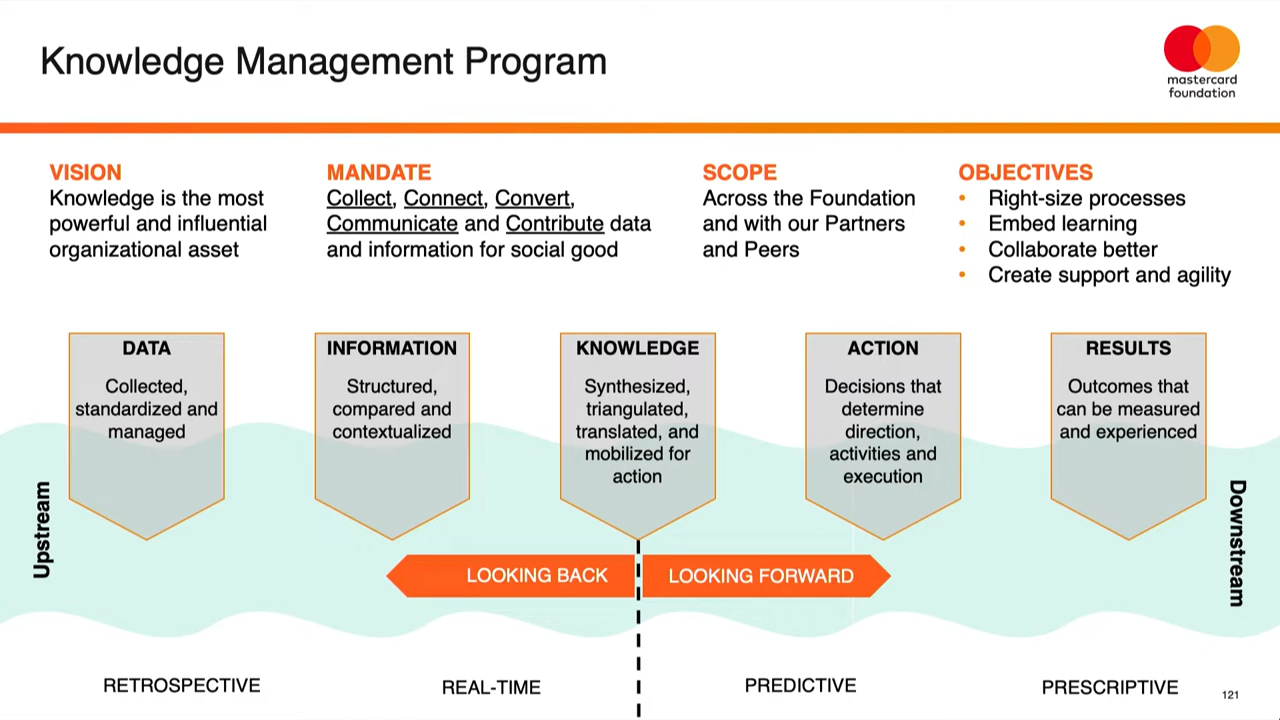 Knowledge Management Program
mastercard
foundation
VISION
Knowledge is the most
powerful and influential
organizational asset
MANDATE
Collect, Connect, Convert,
Communicate and Contribute data
and information for social good
SCOPE
Across the Foundation
and with our Partners
and Peers
OBJECTIVES
• Right-size processes
• Embed learning
• Collaborate better
• Create support and agility
DATA
Collected,
standardized and
managed
INFORMATION
Structured,
compared and
contextualized
KNOWLEDGE
Synthesized,
triangulated,
translated, and
mobilized for
action
ACTION
Decisions that
determine
direction,
activities and
execution
RESULTS
Outcomes that
can be measured
and experienced
Upstream
Downstream
LOOKING BACK
LOOKING FORWARD
RETROSPECTIVE
REAL-TIME
PREDICTIVE
PRESCRIPTIVE
121